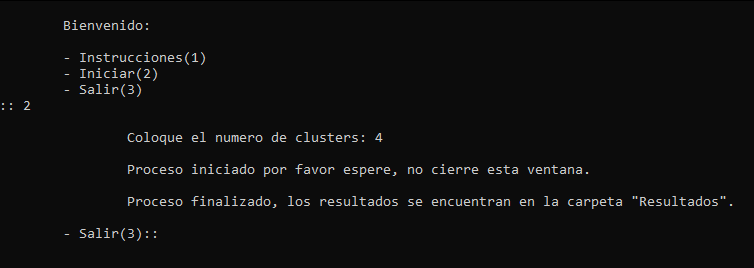 Bienvenido:
- Instrucciones(1)
- Iniciar(2)
- Salir(3)
:: 2
Coloque el numero de clusters: 4
Proceso iniciado por favor espere, no cierre esta ventana.
Proceso finalizado, los resultados se encuentran en la carpeta "Resultados".
- Salir(3)::